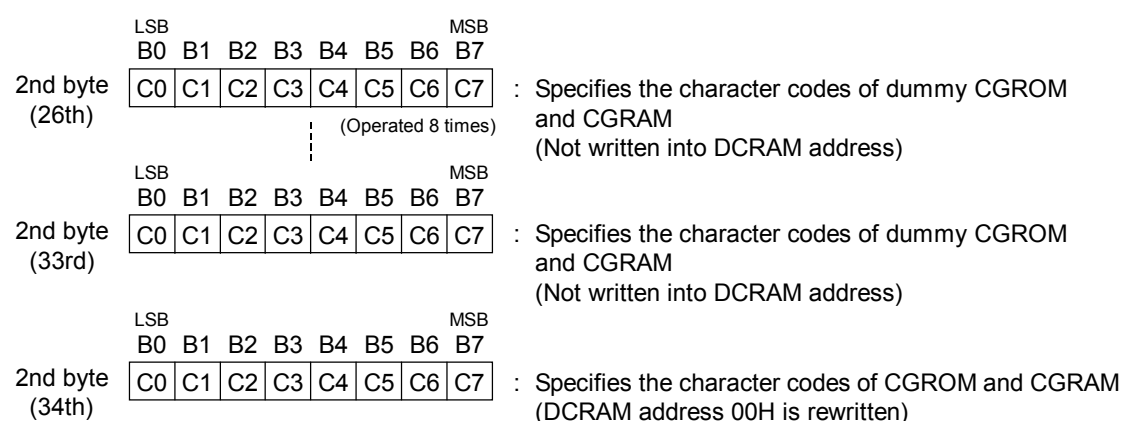 LSB MSB
B0 B1 B2 B3 B4 B5 B6 B7
2nd byte C0 C1 C2 C3 C4 C5 C6 C7 : Specifies the character codes of dummy CGROM
(26th) and CGRAM
(Operated 8 times)
(Not written into DCRAM address)
LSB MSB
B0 B1 B2 B3 B4 B5 B6 B7
2nd byte C0 C1 C2 C3 C4 C5 C6 C7 : Specifies the character codes of dummy CGROM
(33rd) and CGRAM
(Not written into DCRAM address)
LSB MSB
B0 B1 B2 B3 B4 B5 B6 B7
2nd byte C0 C1 C2 C3 C4 C5 C6 C7 : Specifies the character codes of CGROM and CGRAM
(34th) (DCRAM address 00H is rewritten)